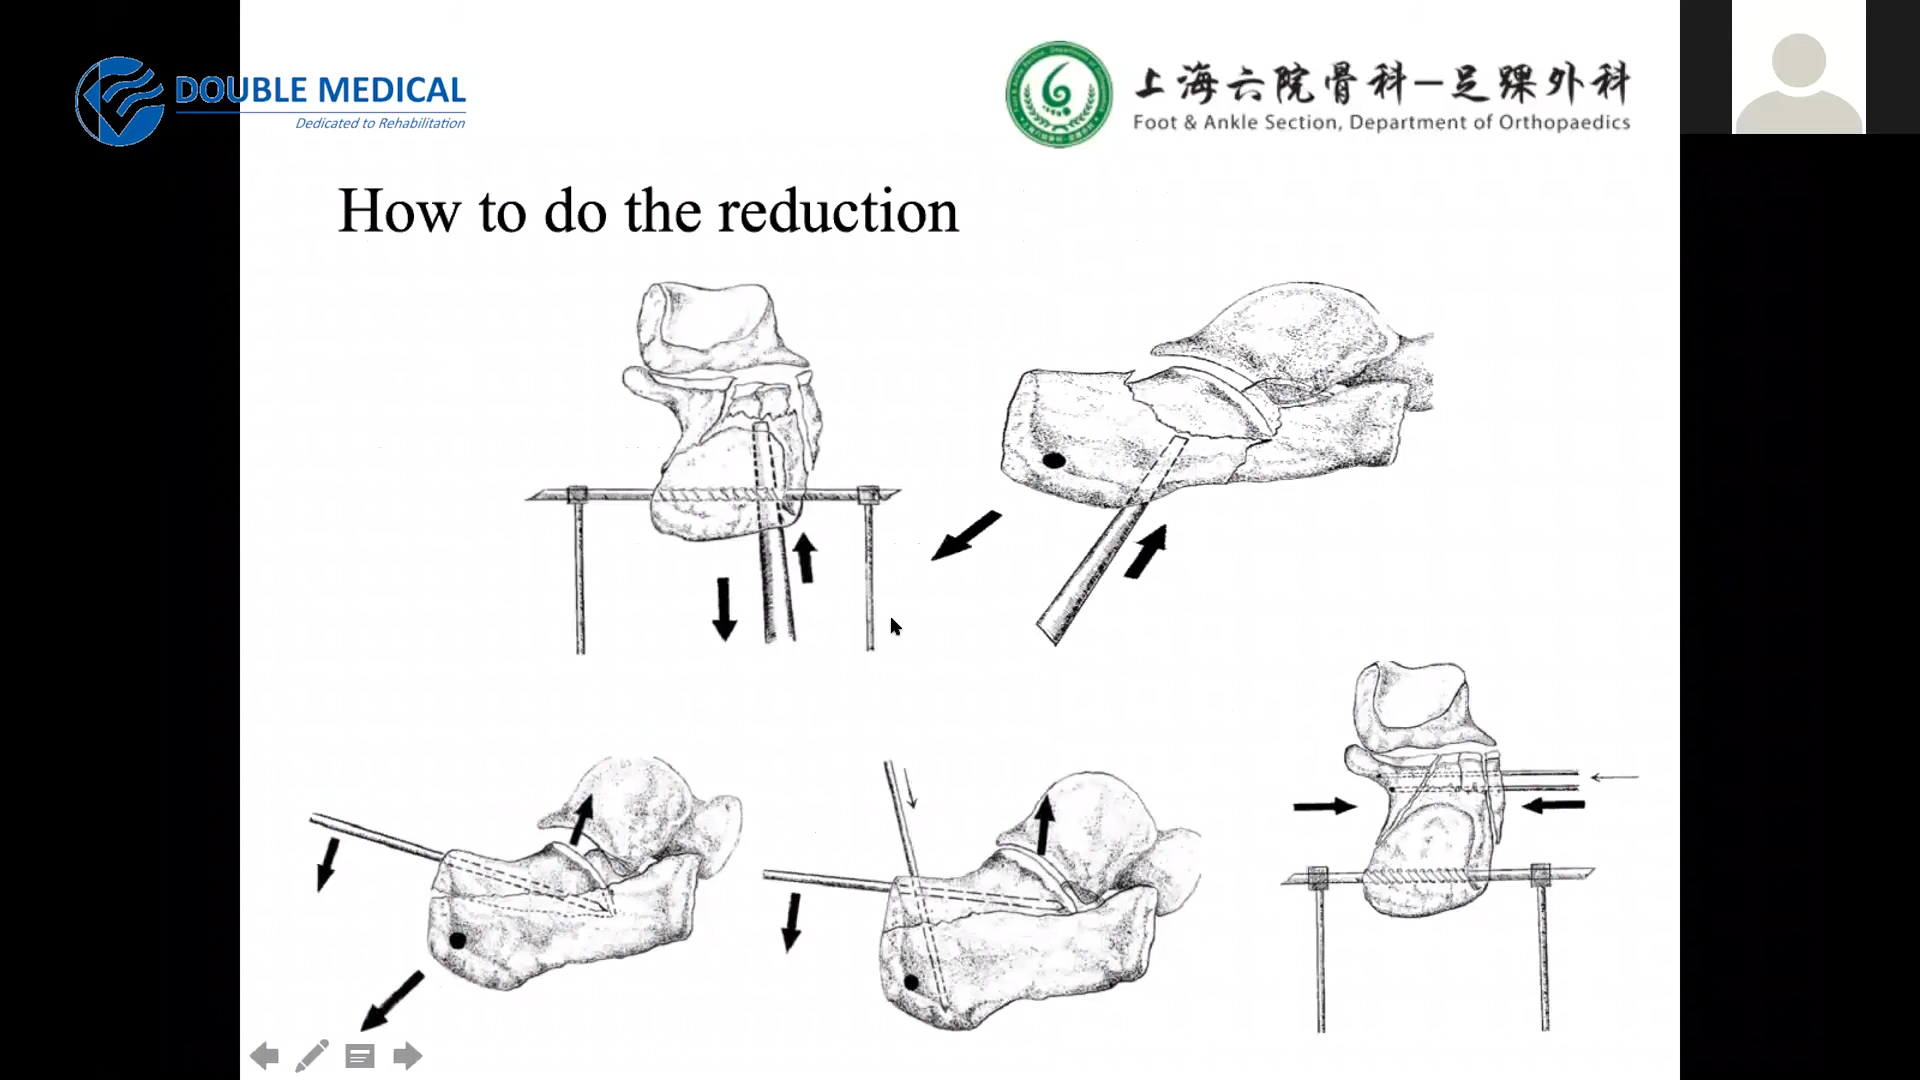 DOUBLE MEDICAL
Dedicated to Rehabilitation
上海六院骨科—足踝外科
Foot & Ankle Section, Department of Orthopaedics
How to do the reduction